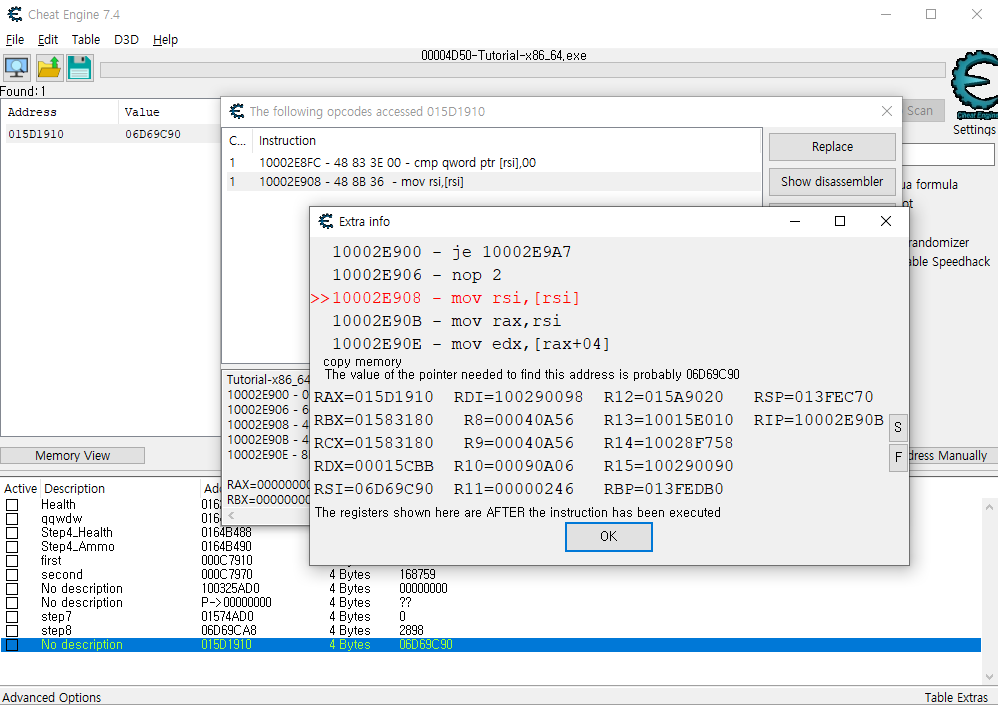 Cheat Engine 7.4
File Edit Table D3D Help
00004D50-Tutorial-x86_64.exe
Found: 1
Address Value
015D1910 06D69C90
Scan
Cheat Engine
Settings
ua formula
ot
randomizer
able Speedhack
The following opcodes accessed 015D1910
C... Instruction
1 10002E8FC - 48 83 3E 00 - cmp qword ptr [rsi],00
1 10002E908 - 48 8B 36 - mov rsi,[rsi]
Replace
Show disassembler
Tutorial-x86_64
10002E900 - 0
10002E906 - 6
10002E908 - 4
10002E90B - 4
10002E90E - 8
RAX=00000000
RBX=00000000
Extra info
10002E900 - je 10002E9A7
10002E906 - nop 2
>>10002E908 - mov rsi,[rsi]
10002E90B - mov rax,rsi
10002E90E - mov edx,[rax+04]
copy memory
The value of the pointer needed to find this address is probably 06D69C90
RAX=015D1910 RDI=100290098 R12=015A9020 RSP=013FEC70
RBX=01583180 R8=00040A56 R13=10015E010 RIP=10002E90B
RCX=01583180 R9=00040A56 R14=10028F758
RDX=00015CBB R10=00090A06 R15=100290090
RSI=06D69C90 R11=00000246 RBP=013FEDB0
S
F
The registers shown here are AFTER the instruction has been executed
OK
Memory View
dress Manually
Active Description Add
Health 0162
qqwdw 0164
Step4_Health 0164B488
Step4_Ammo 0164B490
first 000C7910
second 000C7970 4 Bytes 168759
No description 100325AD0 4 Bytes 00000000
No description P->00000000 4 Bytes ??
step7 01574AD0 4 Bytes 0
step8 06D69CA8 4 Bytes 2898
No description 015D1910 4 Bytes 06D69C90
Advanced Options
Table Extras